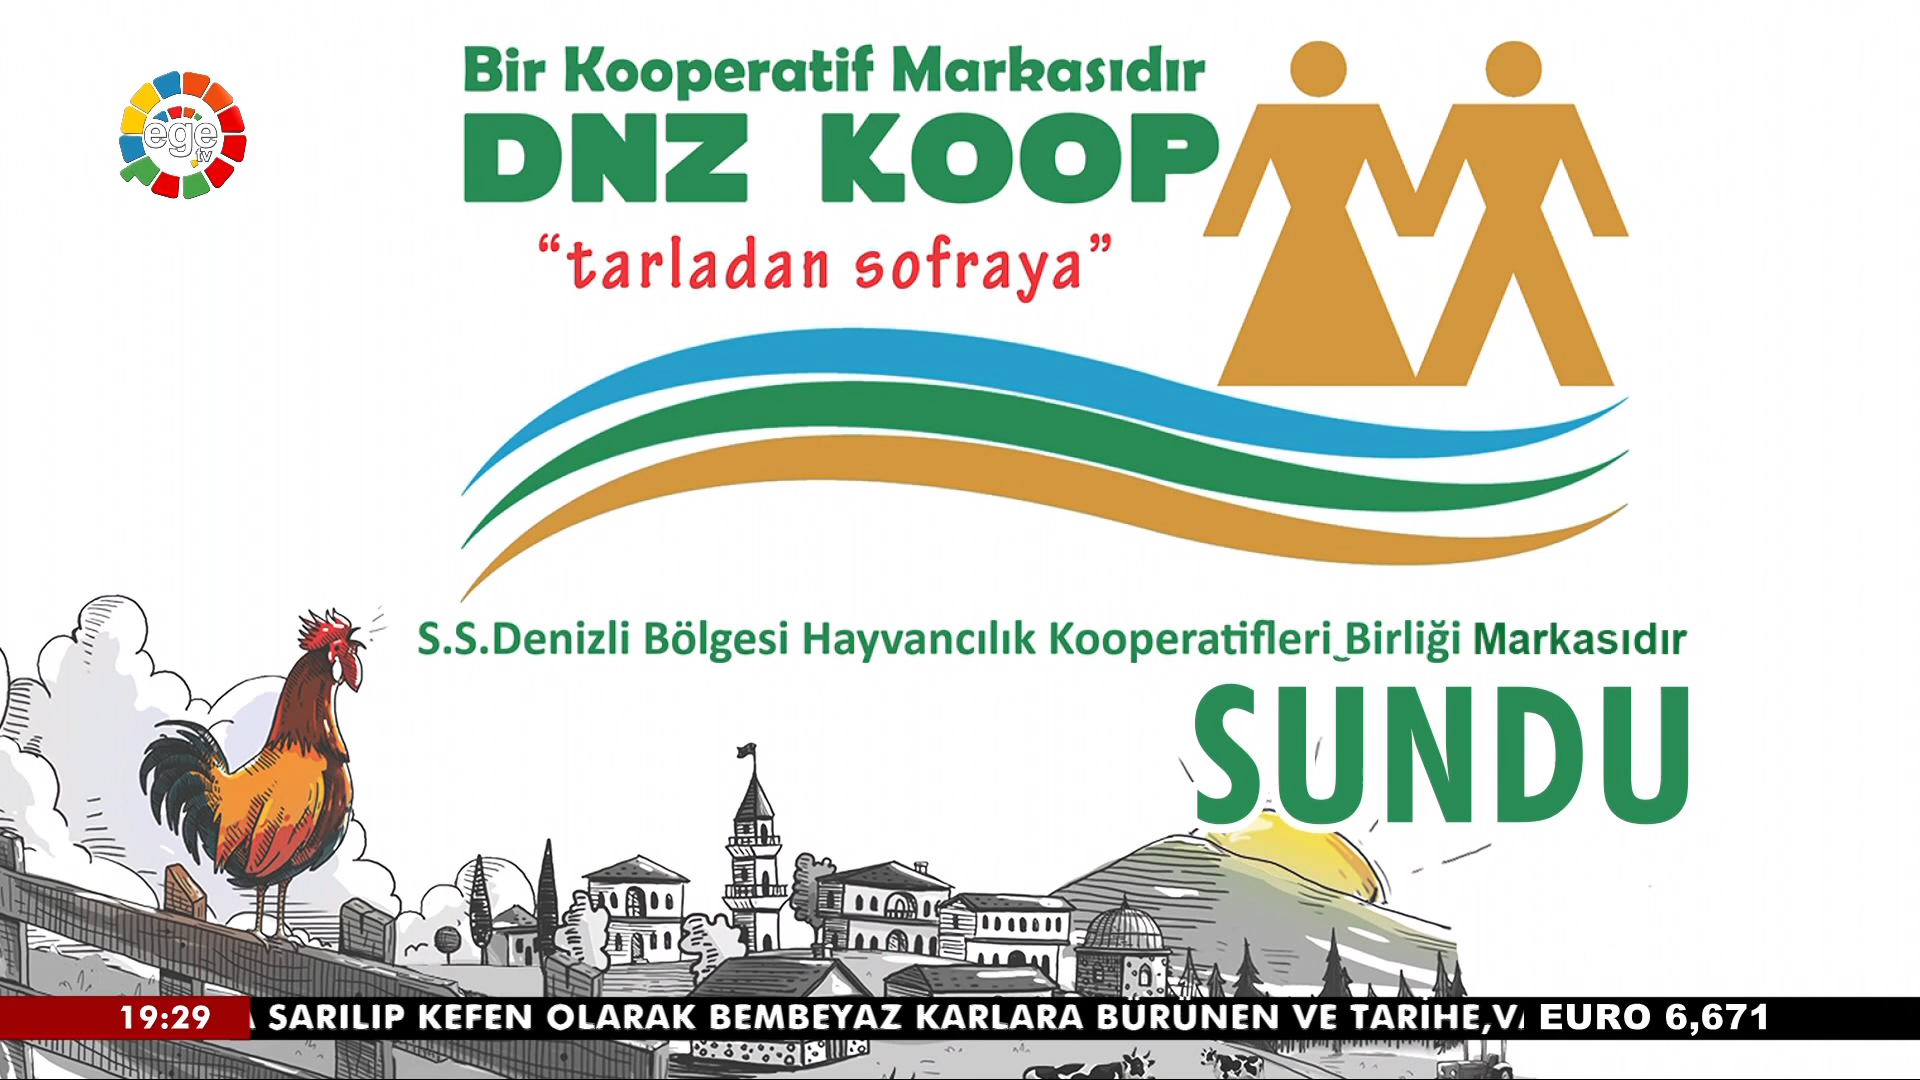 ege
tv
Bir Kooperatif Markasıdır
DNZ KOOP
“tarladan sofraya”
S.S.Denizli Bölgesi Hayvancılık Kooperatifleri Birliği Markasıdır
SUNDU
19:29 SARILIP KEFEN OLARAK BEMBEYAZ KARLARA BÜRÜNEN VE TARİHE, EURO 6,671